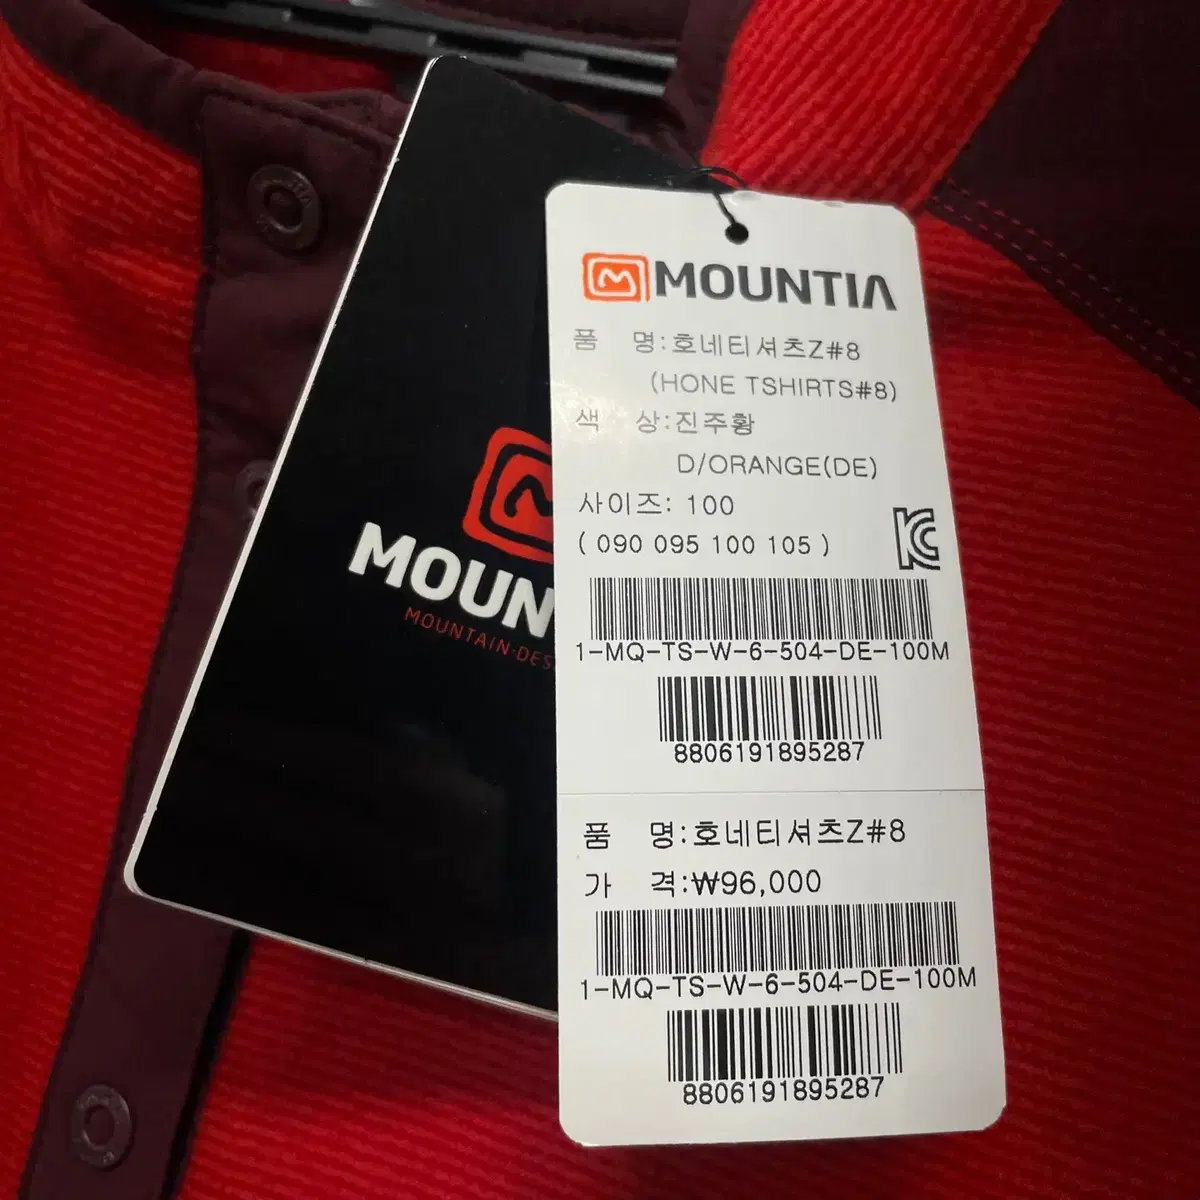 MOUN
MOUNTAIN·DES
MOUNTIA
품 명:호네티셔츠Z#8
(HONE TSHIRTS#8)
색 상:진주황
D/ORANGE(DE)
사이즈: 100
( 090 095 100 105 )
1-MQ-TS-W-6-504-DE-100M
8806191895287
품 명:호네티셔츠Z#8
가 격:₩96,000
1-MQ-TS-W-6-504-DE-100M
8806191895287